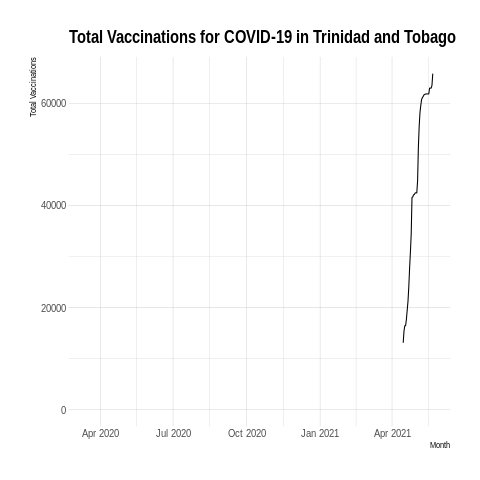 Total Vaccinations for COVID-19 in Trinidad and Tobago
Total Vaccinations
60000
40000
20000
0
Apr 2020 Jul 2020 Oct 2020 Jan 2021 Apr 2021
Month